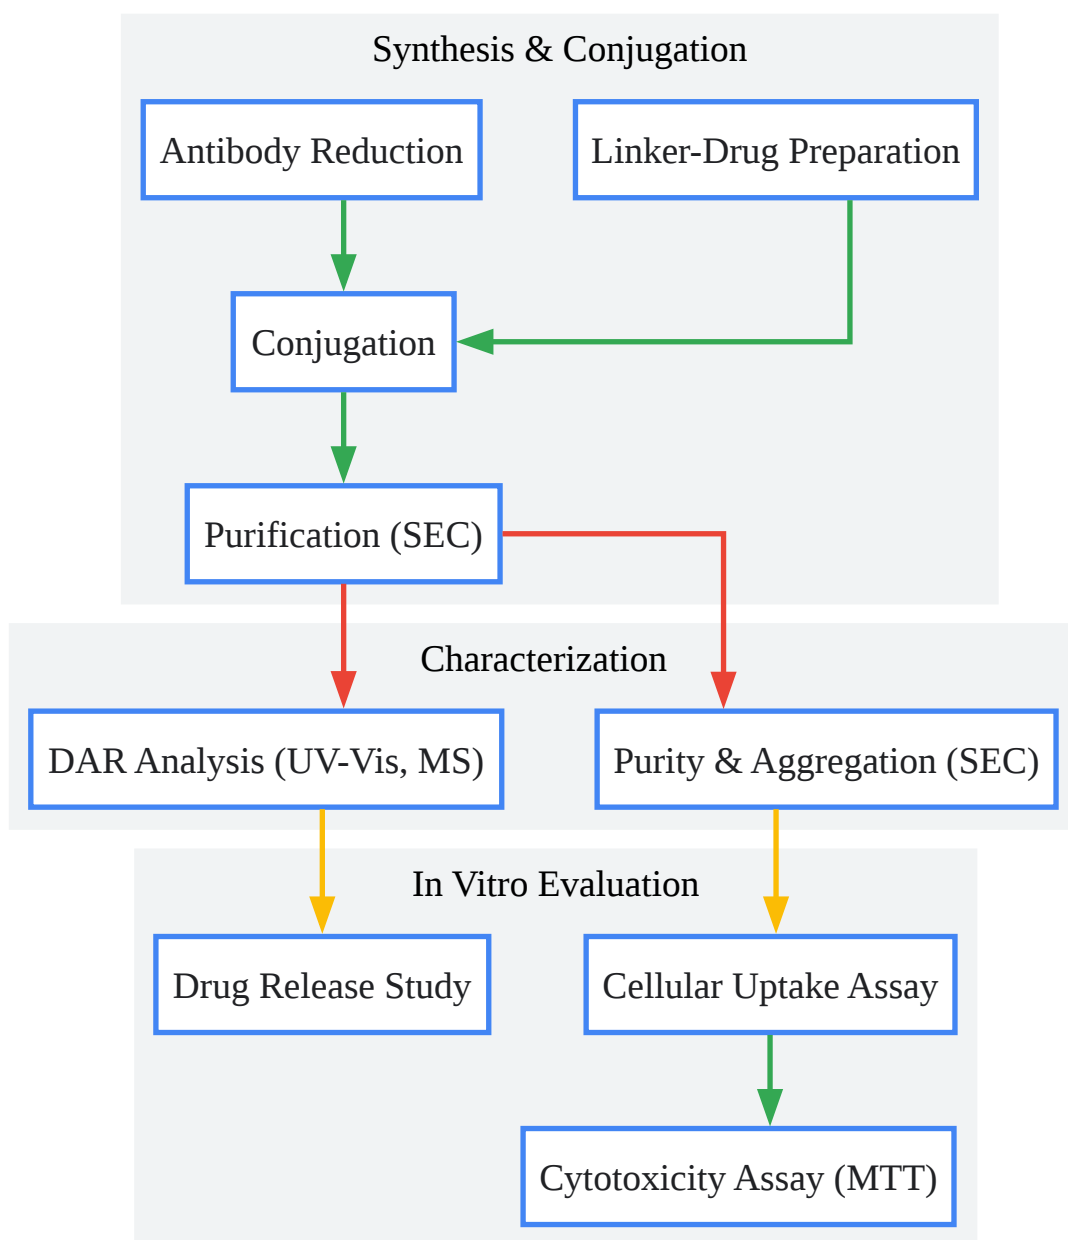 Synthesis & Conjugation
Antibody Reduction
Linker-Drug Preparation
Conjugation
Purification (SEC)
Characterization
DAR Analysis (UV-Vis, MS)
Purity & Aggregation (SEC)
In Vitro Evaluation
Drug Release Study
Cellular Uptake Assay
Cytotoxicity Assay (MTT)